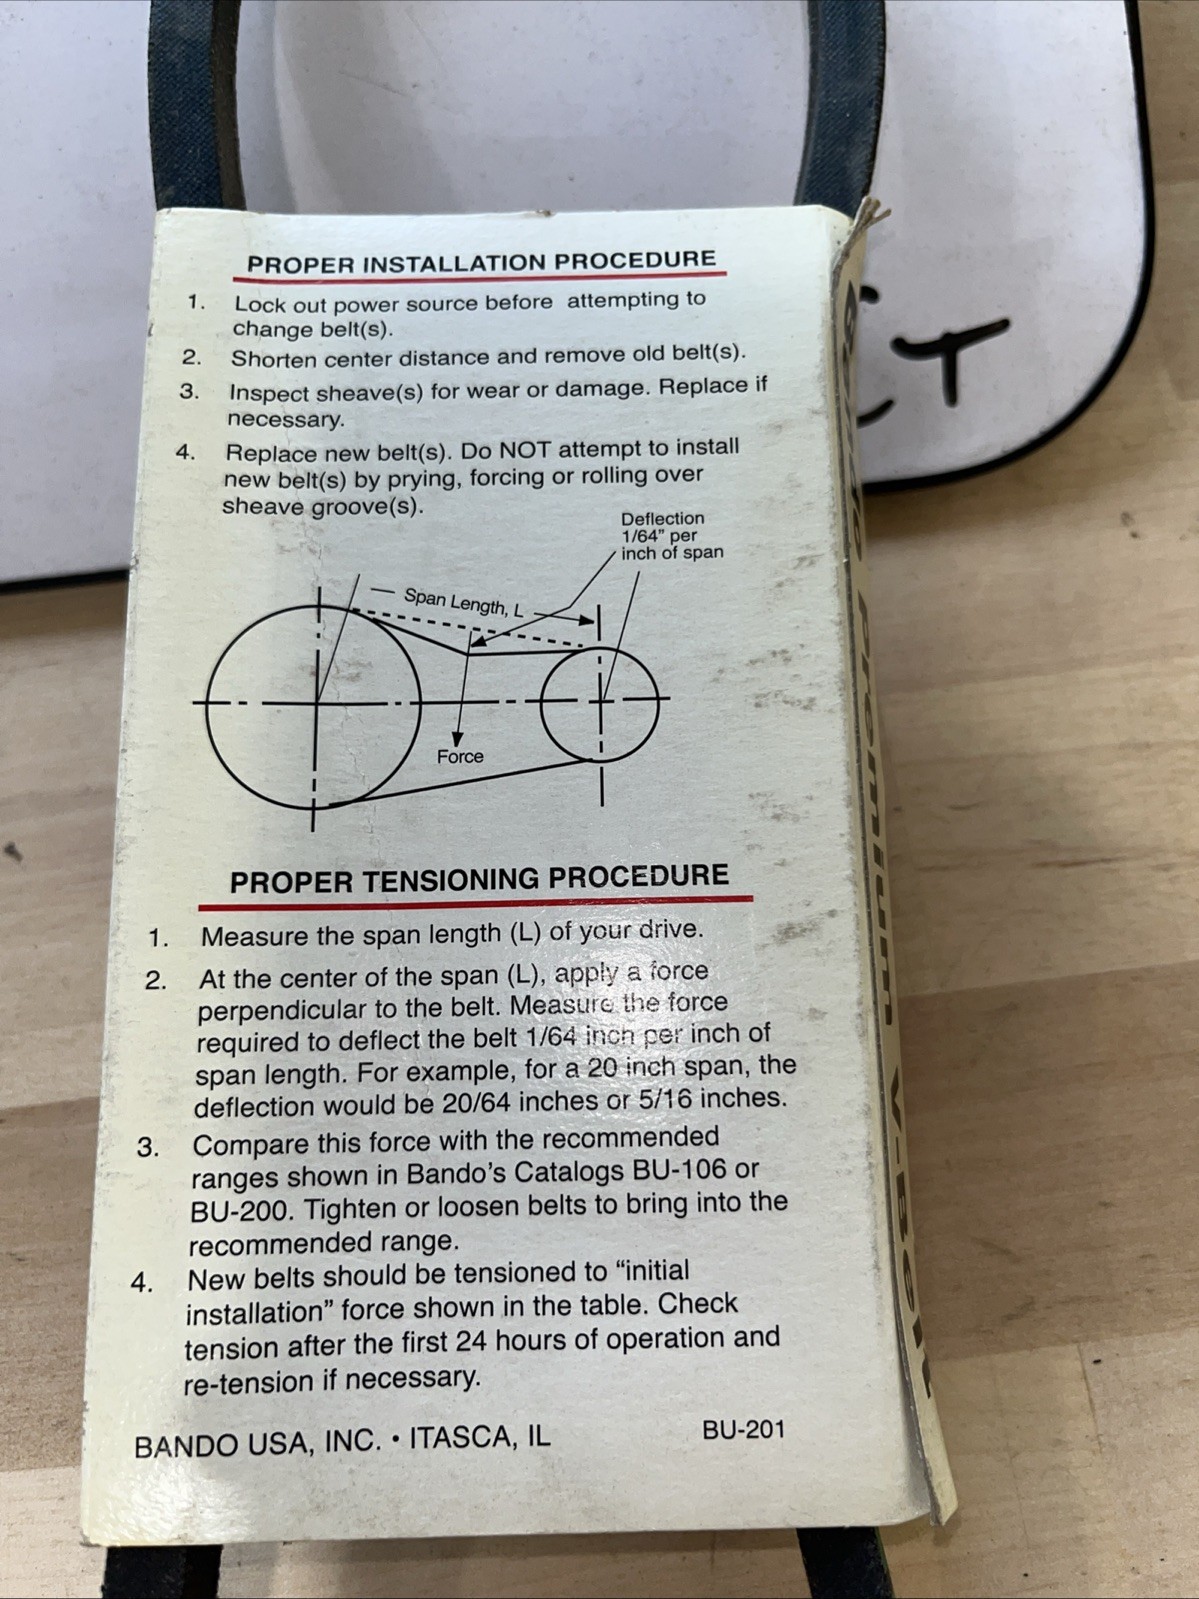 PROPER INSTALLATION PROCEDURE
1. Lock out power source before attempting to
change belt(s).
2. Shorten center distance and remove old belt(s).
3. Inspect sheave(s) for wear or damage. Replace if
necessary.
4. Replace new belt(s). Do NOT attempt to install
new belt(s) by prying, forcing or rolling over
sheave groove(s).
Deflection
1/64" per
inch of span
Span Length, L
Force
PROPER TENSIONING PROCEDURE
1. Measure the span length (L) of your drive.
2. At the center of the span (L), apply a force
perpendicular to the belt. Measure the force
required to deflect the belt 1/64 inch per inch of
span length. For example, for a 20 inch span, the
deflection would be 20/64 inches or 5/16 inches.
3. Compare this force with the recommended
ranges shown in Bando's Catalogs BU-106 or
BU-200. Tighten or loosen belts to bring into the
recommended range.
4. New belts should be tensioned to “initial
installation” force shown in the table. Check
tension after the first 24 hours of operation and
re-tension if necessary.
BANDO USA, INC. • ITASCA, IL
BU-201
Premium V-Belt